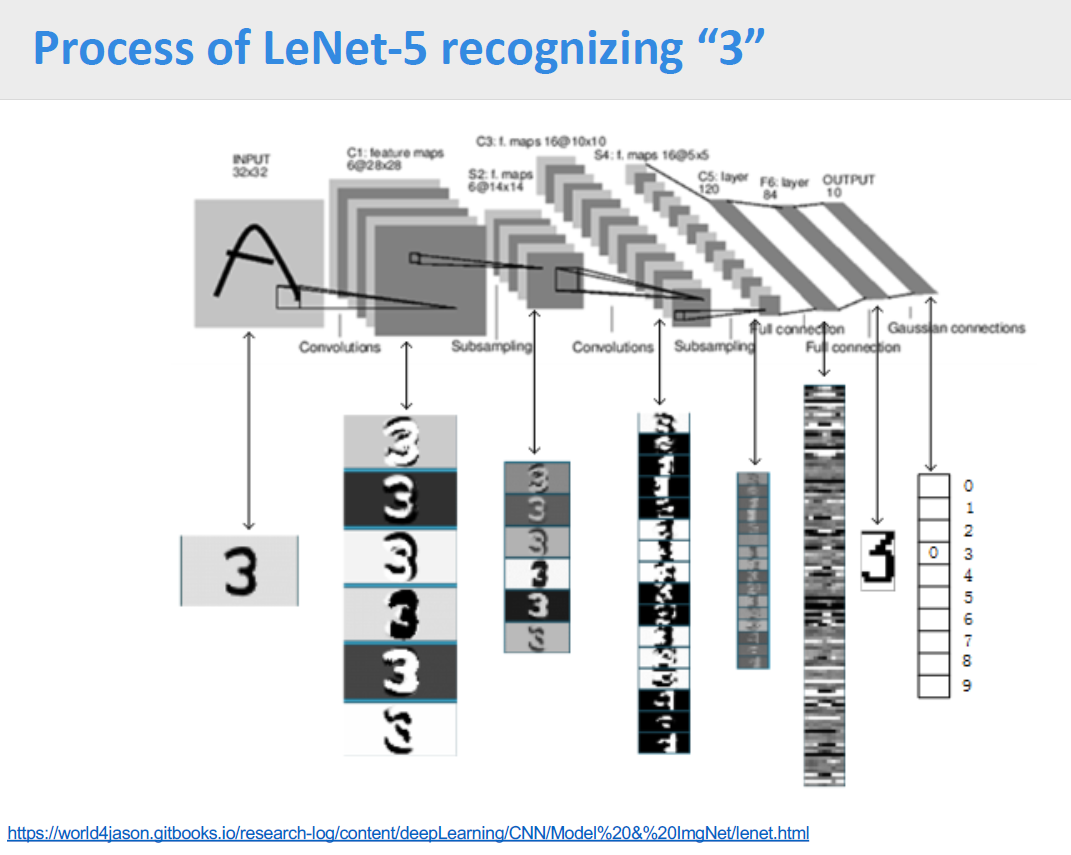 Process of LeNet-5 recognizing “3”
INPUT
32x32
C1: feature maps
6@28x28
S2: f. maps
6@14x14
C3: f. maps 16@10x10
S4: f. maps 16@5x5
C5: layer
120
F6: layer
84
OUTPUT
10
A
Convolutions
Subsampling
Convolutions
Subsampling
Full connection
Full connection
Gaussian connections
3
3
0
0
1
2
3
4
5
6
7
8
9
https://world4jason.gitbooks.io/research-log/content/deepLearning/CNN/Model%20&%20ImgNet/lenet.html